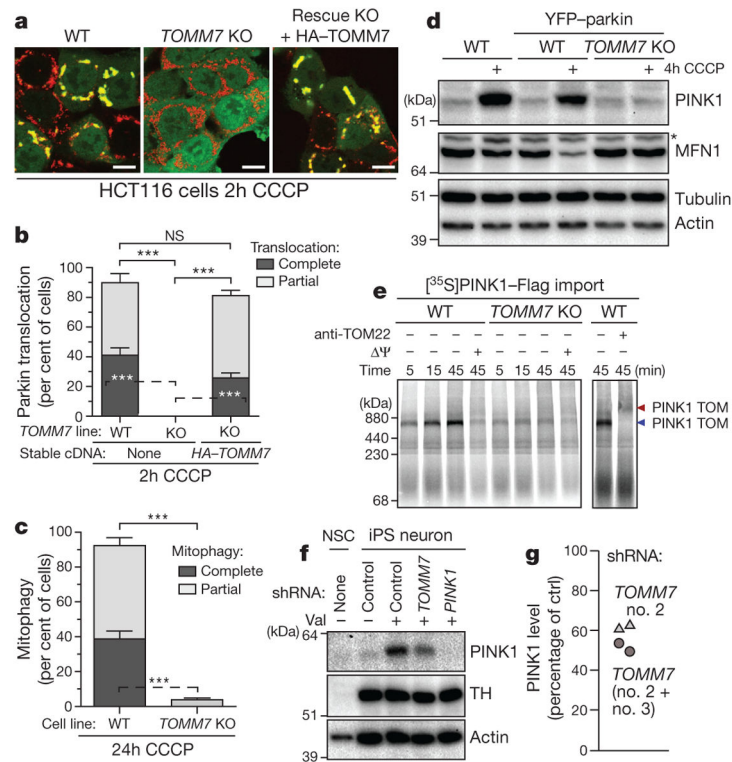 a
WT
TOMM7 KO
Rescue KO
+ HA–TOMM7
HCT116 cells 2h CCCP
b
NS
***
***
Translocation:
Complete
Partial
Parkin translocation
(per cent of cells)
100
80
60
40
20
0
***
***
TOMM7 line:
WT
KO
KO
Stable cDNA:
None
HA–TOMM7
2h CCCP
c
***
Mitophagy:
Complete
Partial
Mitophagy
(per cent of cells)
100
80
60
40
20
0
***
Cell line:
WT
TOMM7 KO
24h CCCP
d
YFP–parkin
WT
WT
TOMM7 KO
+ + + 4h CCCP
(kDa)
51
PINK1
*
MFN1
64
51
Tubulin
Actin
39
e
[35S]PINK1–Flag import
WT
TOMM7 KO
WT
anti-TOM22 – – – – – – – – – +
ΔΨ – – – + – – – + – –
Time 5 15 45 45 5 15 45 45 45 45 (min)
(kDa)
880
440
230
68
PINK1 TOM
PINK1 TOM
f
NSC
iPS neuron
shRNA:
None
Control
Control
TOMM7
PINK1
Val – – + + +
(kDa)
64
PINK1
TH
51
Actin
39
g
shRNA:
PINK1 level
(percentage of ctrl)
100
80
60
40
20
0
TOMM7
no. 2
TOMM7
(no. 2 +
no. 3)